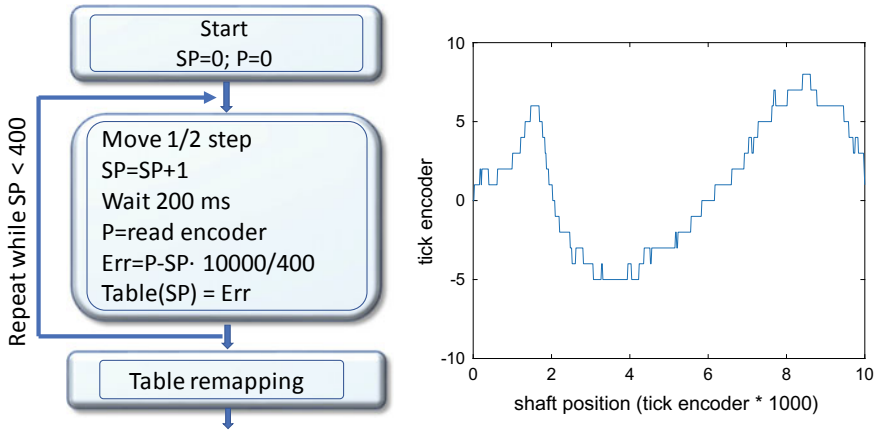 Start
SP=0; P=0
Repeat while SP < 400
Move 1/2 step
SP=SP+1
Wait 200 ms
P=read encoder
Err=P-SP· 10000/400
Table(SP) = Err
Table remapping
10
5
0
-5
-10
tick encoder
0 2 4 6 8 10
shaft position (tick encoder * 1000)